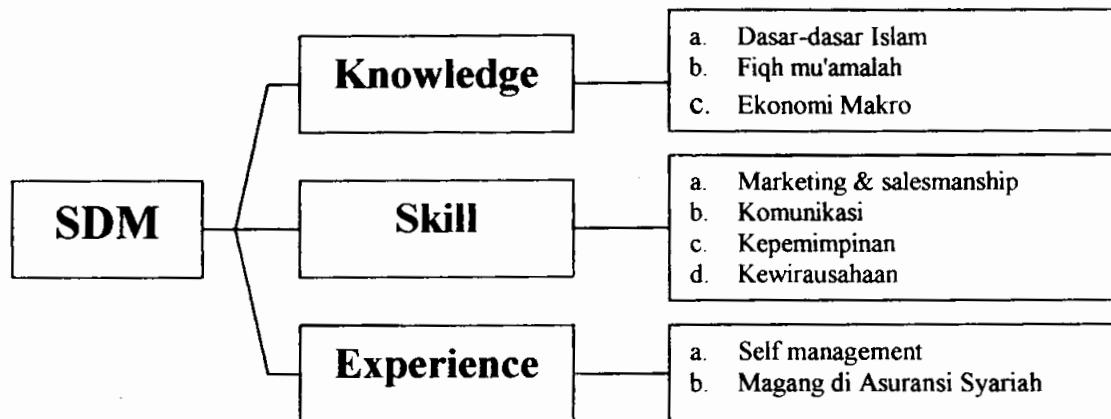 Knowledge
a. Dasar-dasar Islam
b. Fiqh mu'amalah
c. Ekonomi Makro
SDM
Skill
a. Marketing & salesmanship
b. Komunikasi
c. Kepemimpinan
d. Kewirausahaan
Experience
a. Self management
b. Magang di Asuransi Syariah